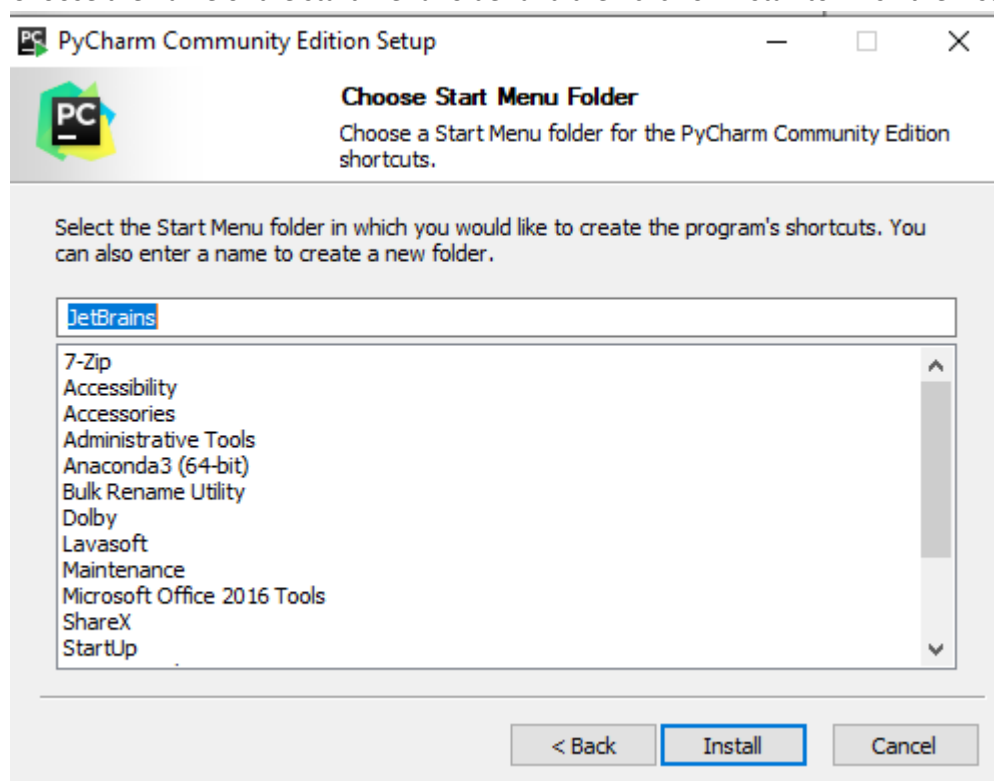 PyCharm Community Edition Setup
PC
Choose Start Menu Folder
Choose a Start Menu folder for the PyCharm Community Edition
shortcuts.
Select the Start Menu folder in which you would like to create the program's shortcuts. You
can also enter a name to create a new folder.
JetBrains
7-Zip
Accessibility
Accessories
Administrative Tools
Anaconda3 (64-bit)
Bulk Rename Utility
Dolby
Lavasoft
Maintenance
Microsoft Office 2016 Tools
ShareX
StartUp
< Back
Install
Cancel